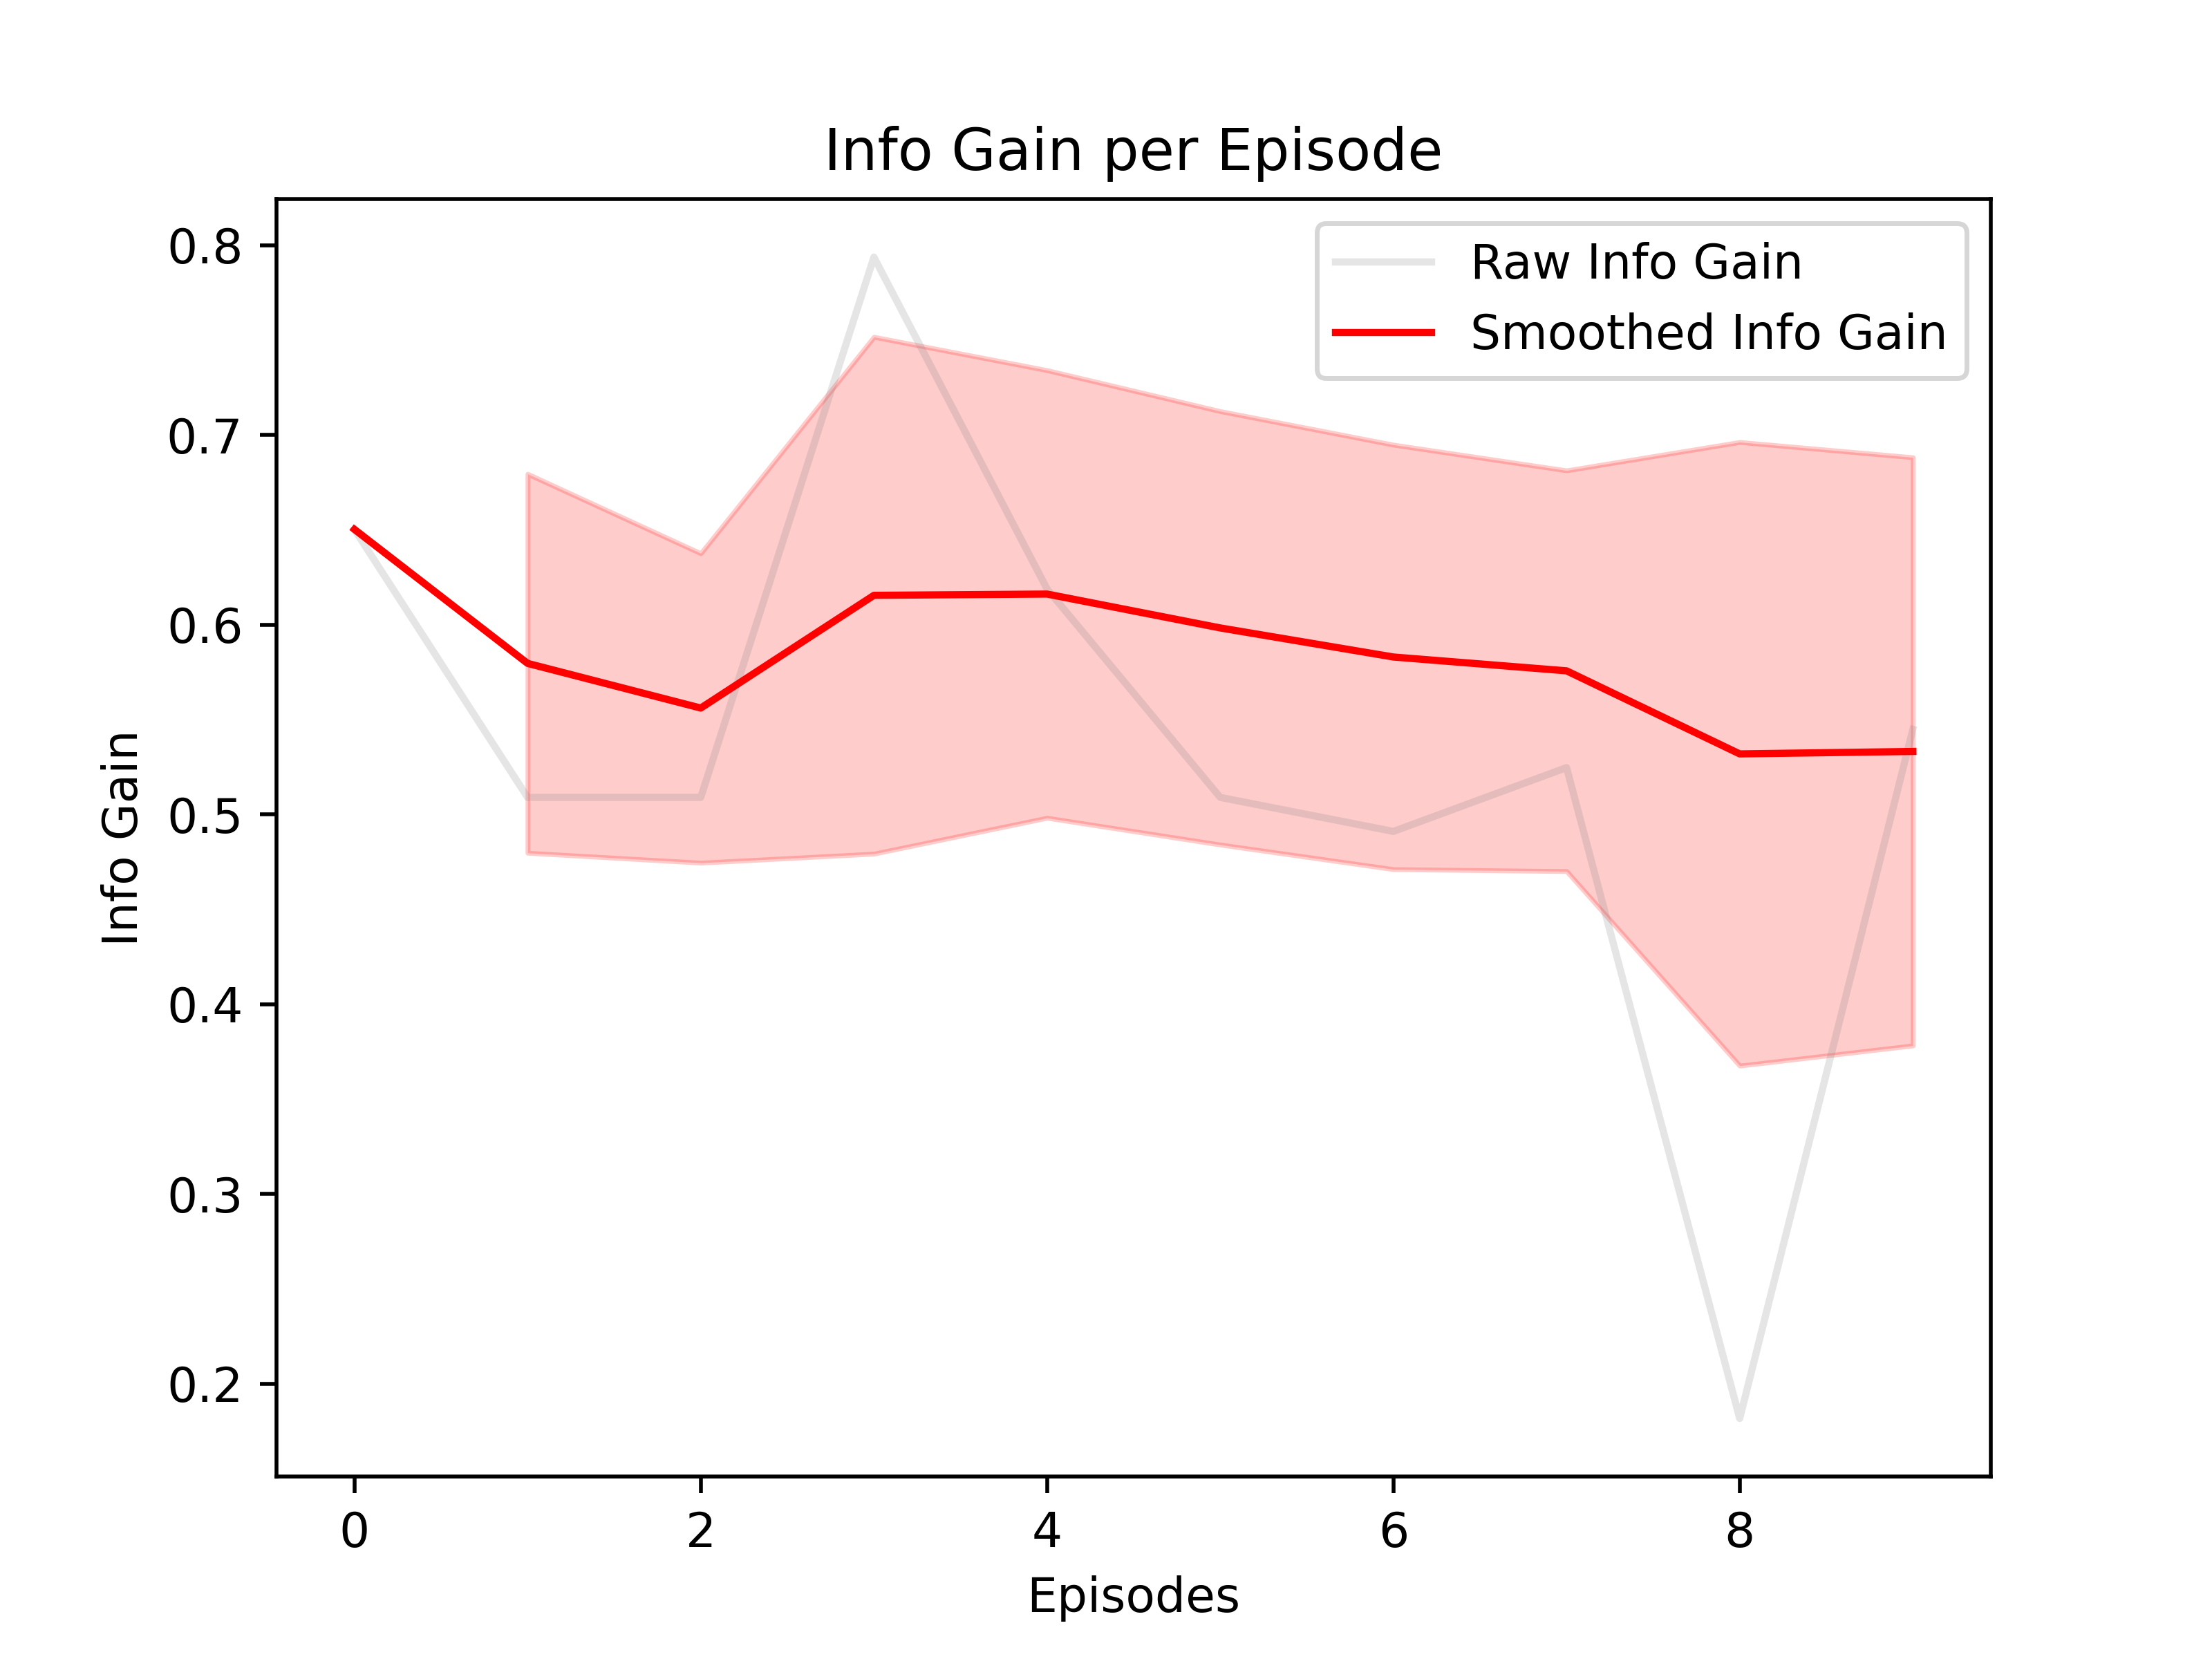 Info Gain per Episode
Raw Info Gain
Smoothed Info Gain
0.8
0.7
0.6
0.5
0.4
0.3
0.2
Info Gain
0 2 4 6 8
Episodes